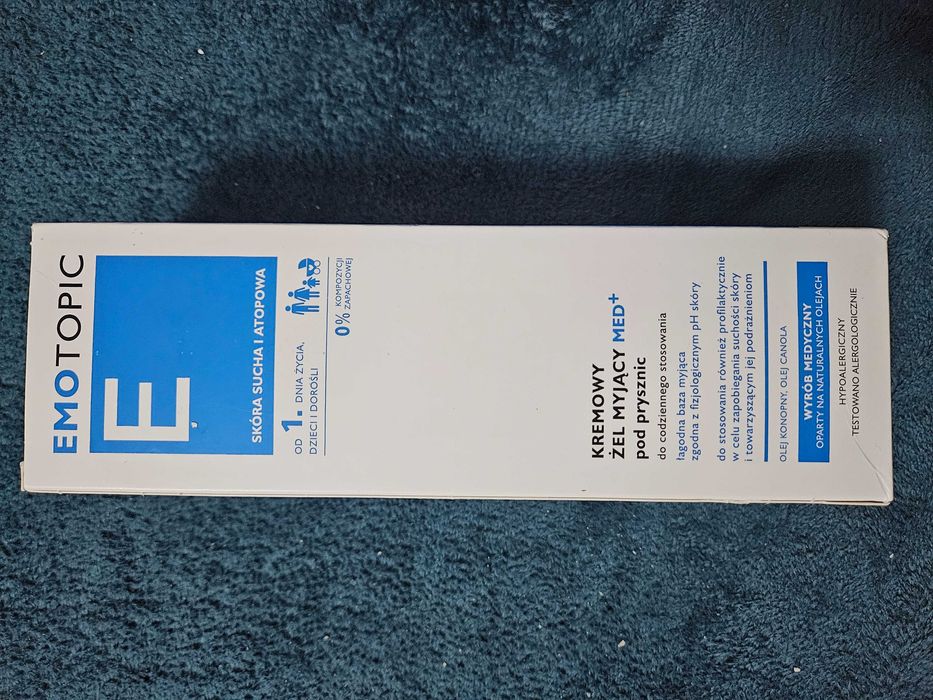 EMOTOPIC
E
SKÓRA SUCHA I ATOPOWA
OD 1. DNIA ŻYCIA,
DZIECI I DOROŚLI
0% KOMPOZYCJI
ZAPACHOWEJ
KREMOWY
ŻEL MYJĄCY MED+
pod prysznic
do codziennego stosowania
łagodna baza myjąca
zgodna z fizjologicznym pH skóry
do stosowania również profilaktycznie
w celu zapobiegania suchości skóry
i towarzyszącym jej podrażnieniom
OLEJ KONOPNY, OLEJ CANOLA
WYRÓB MEDYCZNY
OPARTY NA NATURALNYCH OLEJACH
HYPOALERGICZNY
TESTOWANO ALERGOLOGICZNIE